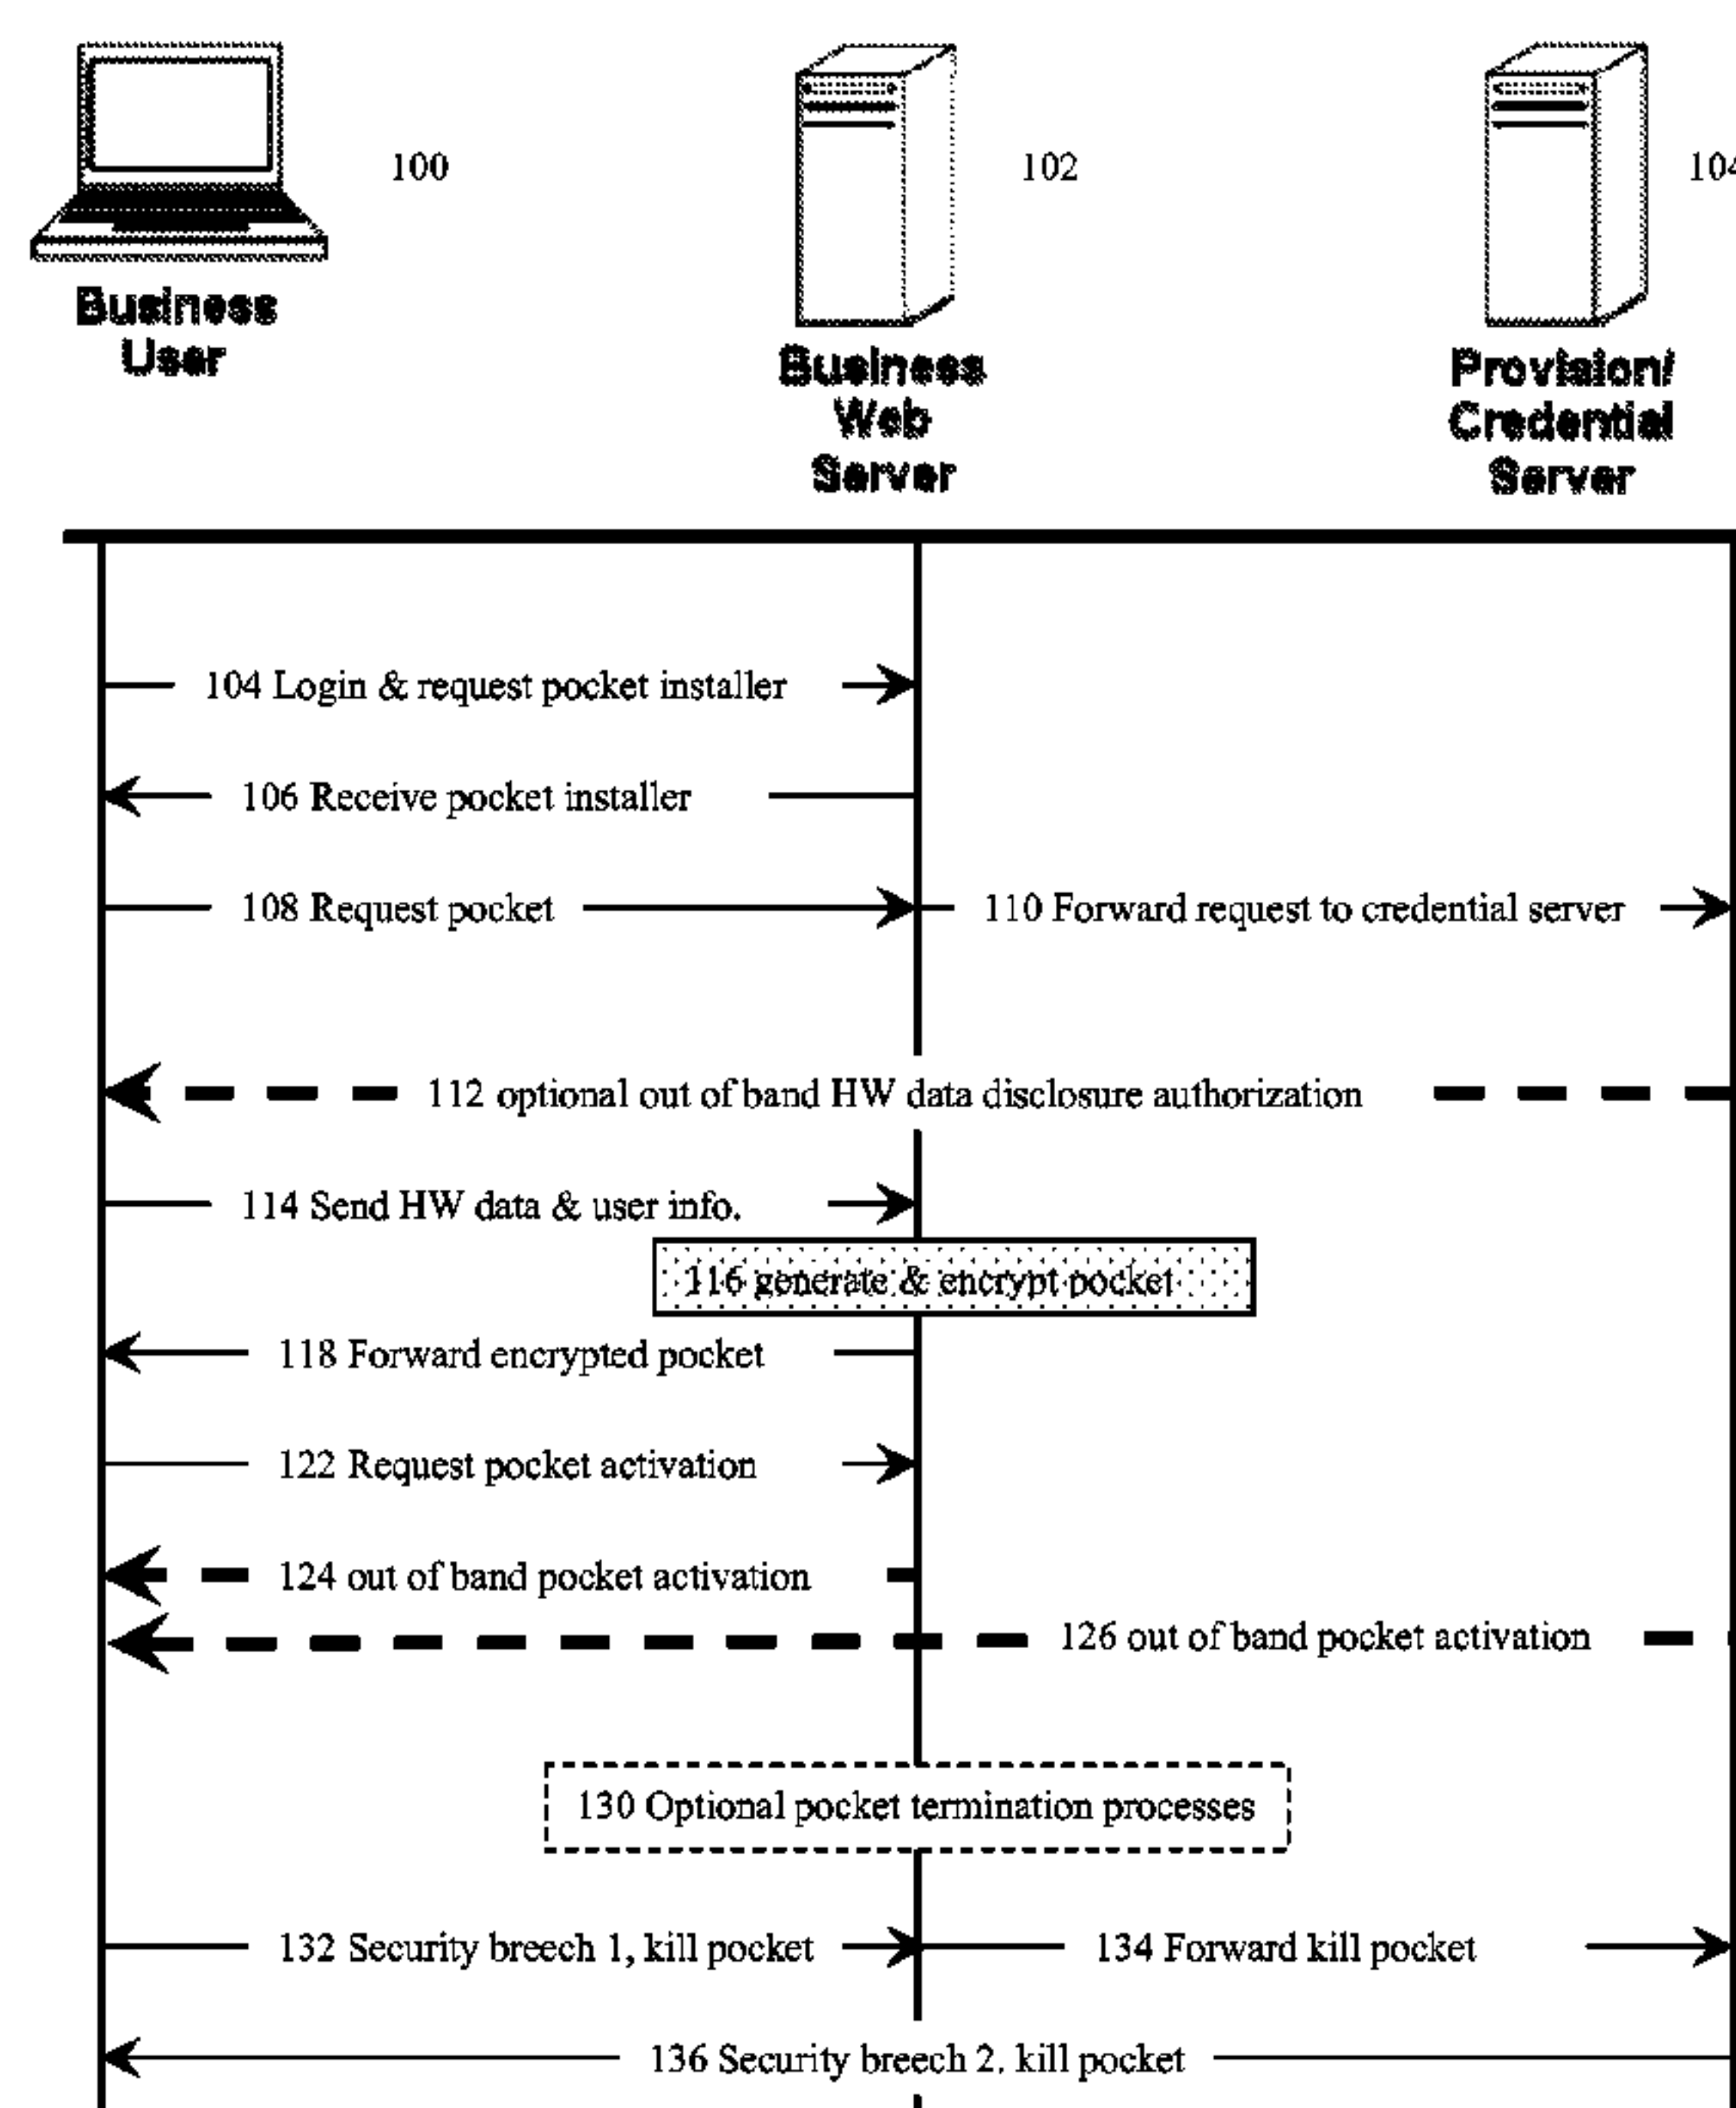 100
102
104
Business
User
Business
Web
Server
Provision/
Credential
Server
104 Login & request pocket installer
106 Receive pocket installer
108 Request pocket
110 Forward request to credential server
112 optional out of band HW data disclosure authorization
114 Send HW data & user info.
116 generate & encrypt pocket
118 Forward encrypted pocket
122 Request pocket activation
124 out of band pocket activation
126 out of band pocket activation
130 Optional pocket termination processes
132 Security breech 1, kill pocket
134 Forward kill pocket
136 Security breech 2, kill pocket